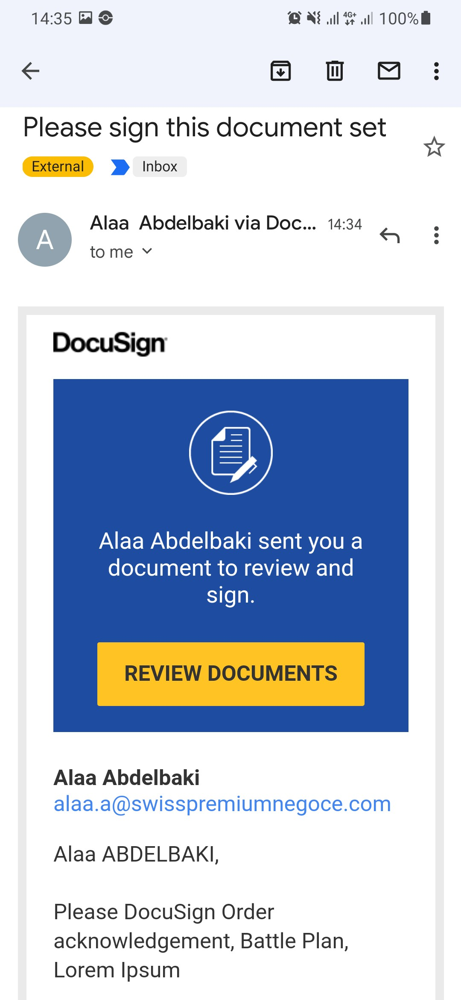 14:35
4G+
100%
Please sign this document set
External
Inbox
A
Alaa  Abdelbaki via Doc... 14:34
to me
DocuSign
Alaa Abdelbaki sent you a
document to review and
sign.
REVIEW DOCUMENTS
Alaa Abdelbaki
alaa.a@swisspremiumnegoce.com
Alaa ABDELBAKI,
Please DocuSign Order
acknowledgement, Battle Plan,
Lorem Ipsum